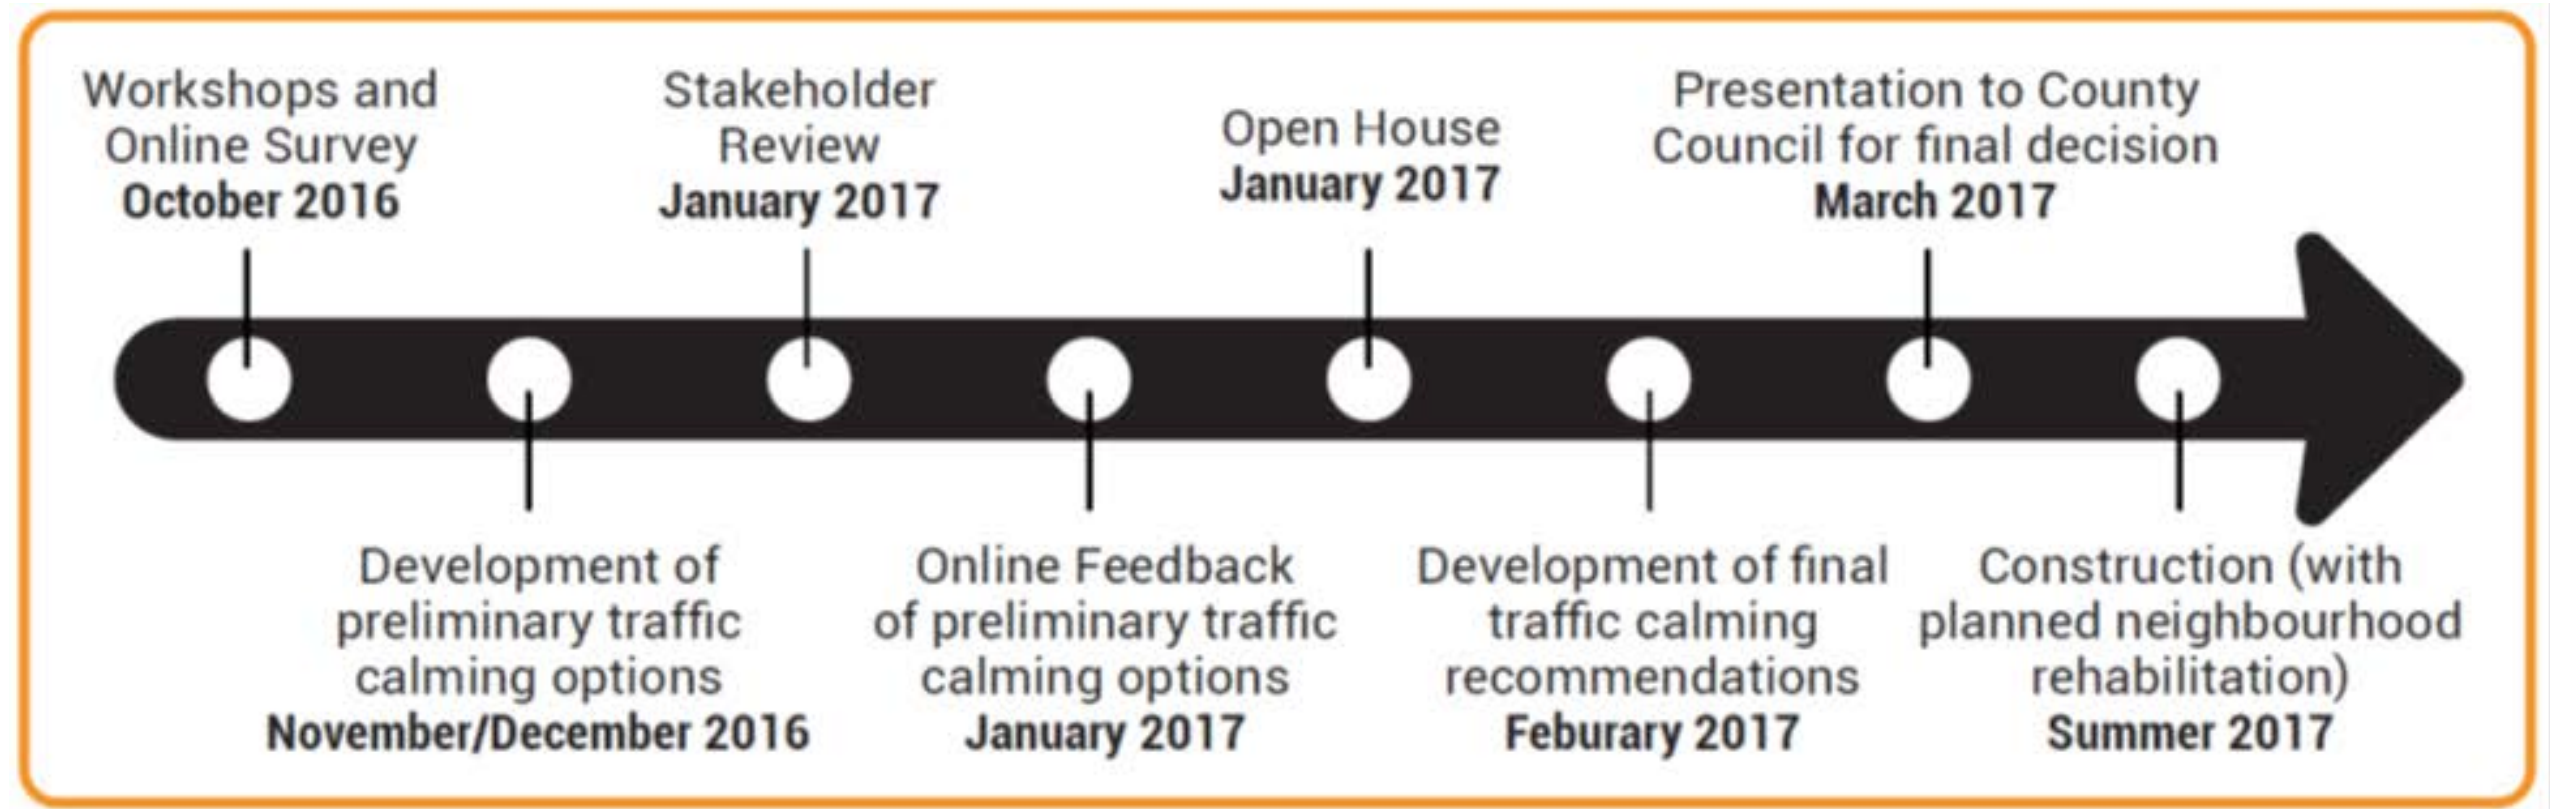 Workshops and
Online Survey
October 2016
Development of
preliminary traffic
calming options
November/December 2016
Stakeholder
Review
January 2017
Online Feedback
of preliminary traffic
calming options
January 2017
Open House
January 2017
Development of final
traffic calming
recommendations
Feburary 2017
Presentation to County
Council for final decision
March 2017
Construction (with
planned neighbourhood
rehabilitation)
Summer 2017